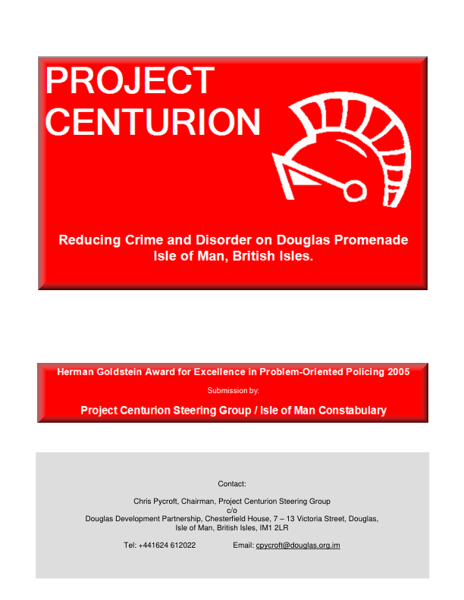 PROJECT
CENTURION
Reducing Crime and Disorder on Douglas Promenade
Isle of Man, British Isles.
Herman Goldstein Award for Excellence in Problem-Oriented Policing 2005
Submission by:
Project Centurion Steering Group / Isle of Man Constabulary
Contact:
Chris Pycroft, Chairman, Project Centurion Steering Group
c/o
Douglas Development Partnership, Chesterfield House, 7 – 13 Victoria Street, Douglas,
Isle of Man, British Isles, IM1 2LR
Tel: +441624 612022 Email: cpycroft@douglas.org.im